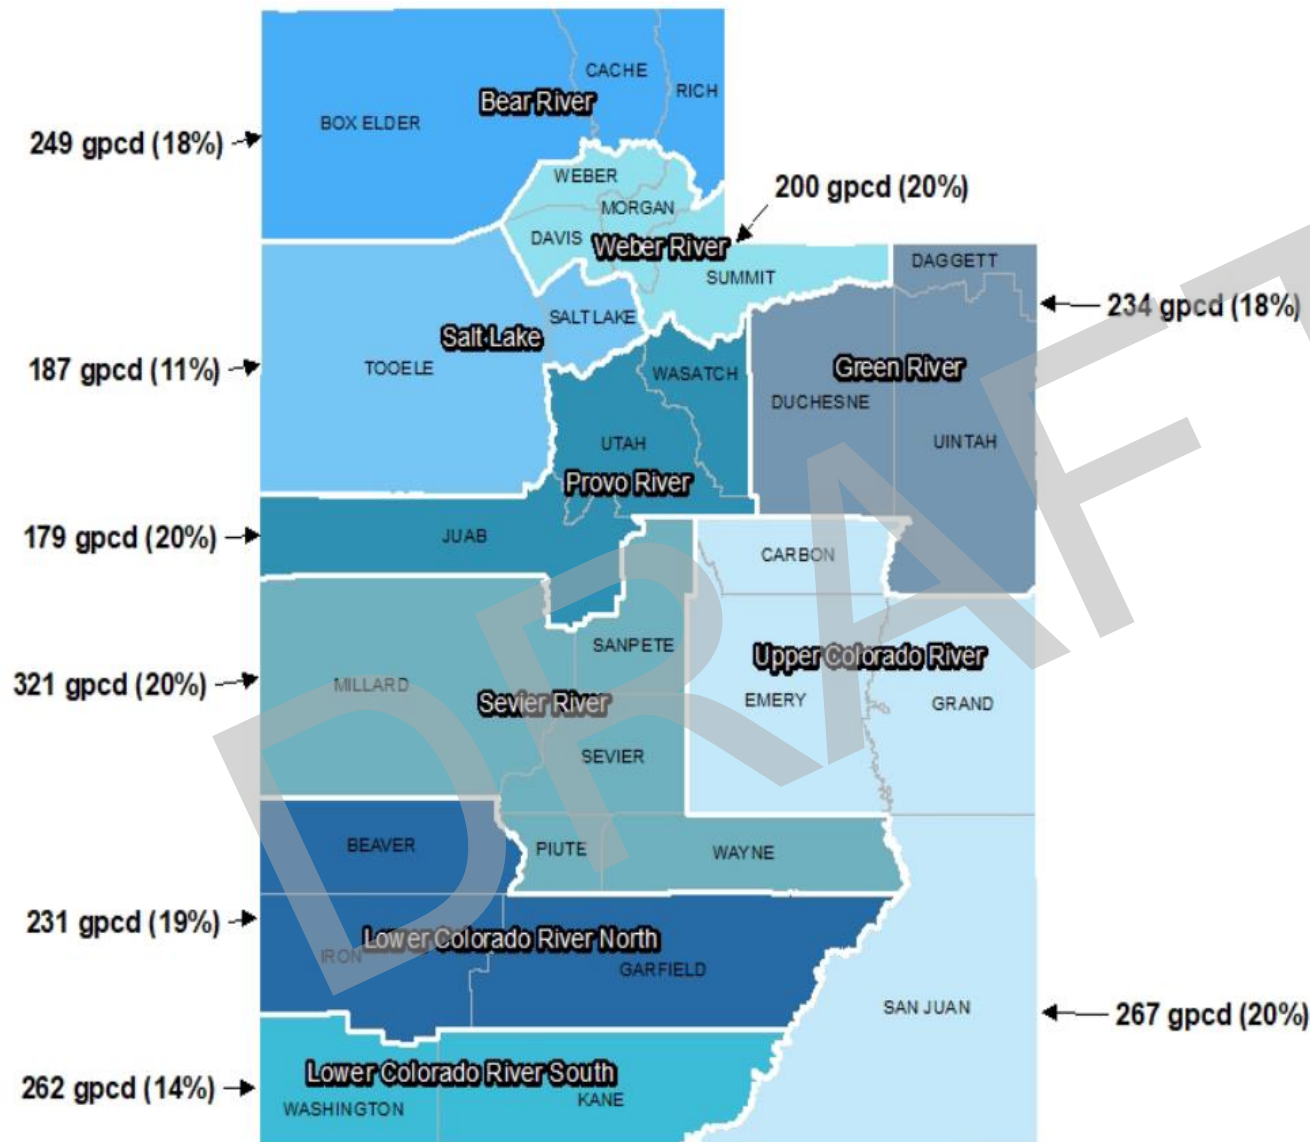 CACHE
RICH
Bear River
BOX ELDER
249 gpcd (18%)
WEBER
200 gpcd (20%)
MORGAN
DAVIS
Weber River
SUMMIT
DAGGETT
234 gpcd (18%)
SALT LAKE
Salt Lake
TOOELE
187 gpcd (11%)
WASATCH
Green River
DUCHESNE
UINTAH
UTAH
Provo River
179 gpcd (20%)
JUAB
CARBON
SANPETE
Upper Colorado River
321 gpcd (20%)
MILLARD
Sevier River
EMERY
GRAND
SEVIER
BEAVER
PIUTE
WAYNE
231 gpcd (19%)
Lower Colorado River North
IRON
GARFIELD
SAN JUAN
267 gpcd (20%)
262 gpcd (14%)
Lower Colorado River South
WASHINGTON
KANE
DRAFT